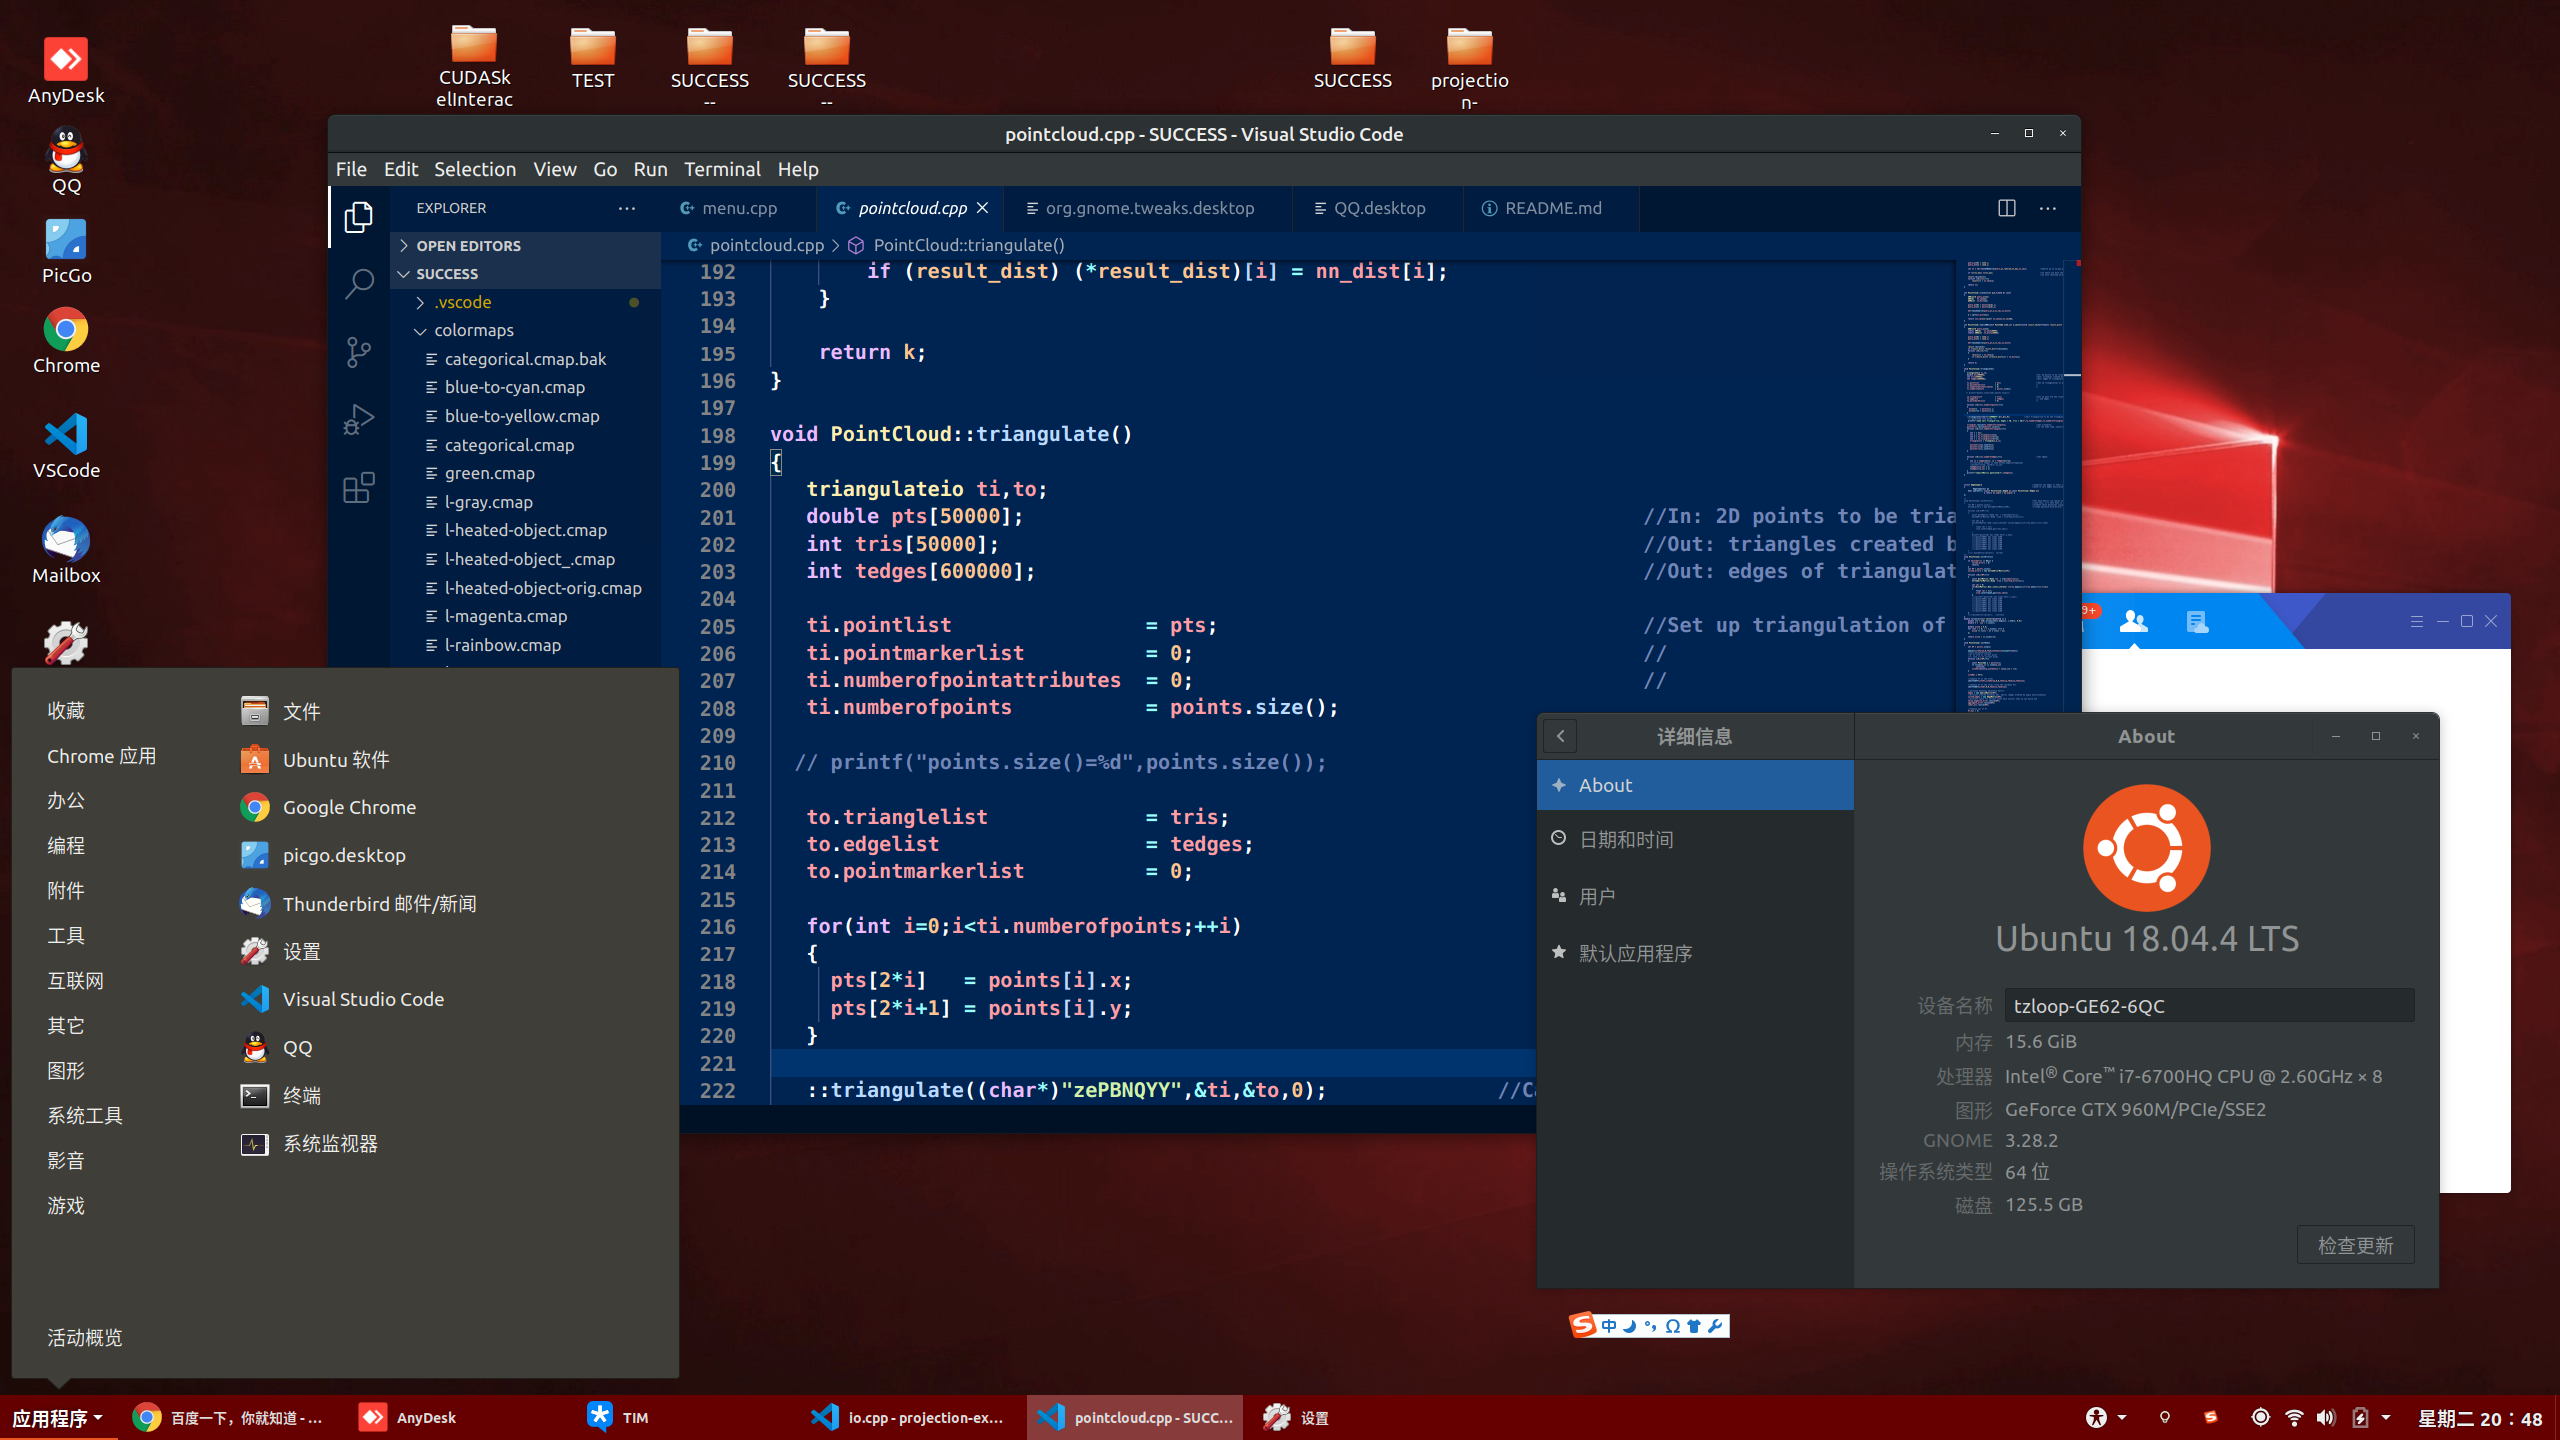 AnyDesk
QQ
PicGo
Chrome
VSCode
Mailbox
CUDASk
elInterac
TEST
SUCCESS
--
SUCCESS
--
SUCCESS
projectio
n-
pointcloud.cpp - SUCCESS - Visual Studio Code
File Edit Selection View Go Run Terminal Help
EXPLORER
menu.cpp
pointcloud.cpp
org.gnome.tweaks.desktop
QQ.desktop
README.md
OPEN EDITORS
SUCCESS
.vscode
colormaps
categorical.cmap.bak
blue-to-cyan.cmap
blue-to-yellow.cmap
categorical.cmap
green.cmap
l-gray.cmap
l-heated-object.cmap
l-heated-object_.cmap
l-heated-object-orig.cmap
l-magenta.cmap
l-rainbow.cmap
pointcloud.cpp > PointCloud::triangulate()
192 if (result_dist) (*result_dist)[i] = nn_dist[i];
193 }
194
195 return k;
196 }
197
198 void PointCloud::triangulate()
199 {
200 triangulateio ti,to;
201 double pts[50000]; //In: 2D points to be tria
202 int tris[50000]; //Out: triangles created b
203 int tedges[600000]; //Out: edges of triangulat
204
205 ti.pointlist = pts; //Set up triangulation of
206 ti.pointmarkerlist = 0; //
207 ti.numberofpointattributes = 0; //
208 ti.numberofpoints = points.size();
209
210 // printf("points.size()=%d",points.size());
211
212 to.trianglelist = tris;
213 to.edgelist = tedges;
214 to.pointmarkerlist = 0;
215
216 for(int i=0;i<ti.numberofpoints;++i)
217 {
218 pts[2*i] = points[i].x;
219 pts[2*i+1] = points[i].y;
220 }
221
222 ::triangulate((char*)"zePBNQYY",&ti,&to,0); //C
9+
收藏
Chrome 应用
办公
编程
附件
工具
互联网
其它
图形
系统工具
影音
游戏
活动概览
文件
Ubuntu 软件
Google Chrome
picgo.desktop
Thunderbird 邮件/新闻
设置
Visual Studio Code
QQ
终端
系统监视器
详细信息
About
About
日期和时间
用户
默认应用程序
Ubuntu 18.04.4 LTS
设备名称 tzloop-GE62-6QC
内存 15.6 GiB
处理器 Intel® Core™ i7-6700HQ CPU @ 2.60GHz × 8
图形 GeForce GTX 960M/PCIe/SSE2
GNOME 3.28.2
操作系统类型 64 位
磁盘 125.5 GB
检查更新
中
应用程序
百度一下，你就知道 - ...
AnyDesk
TIM
io.cpp - projection-ex...
pointcloud.cpp - SUCC...
设置
星期二 20：48